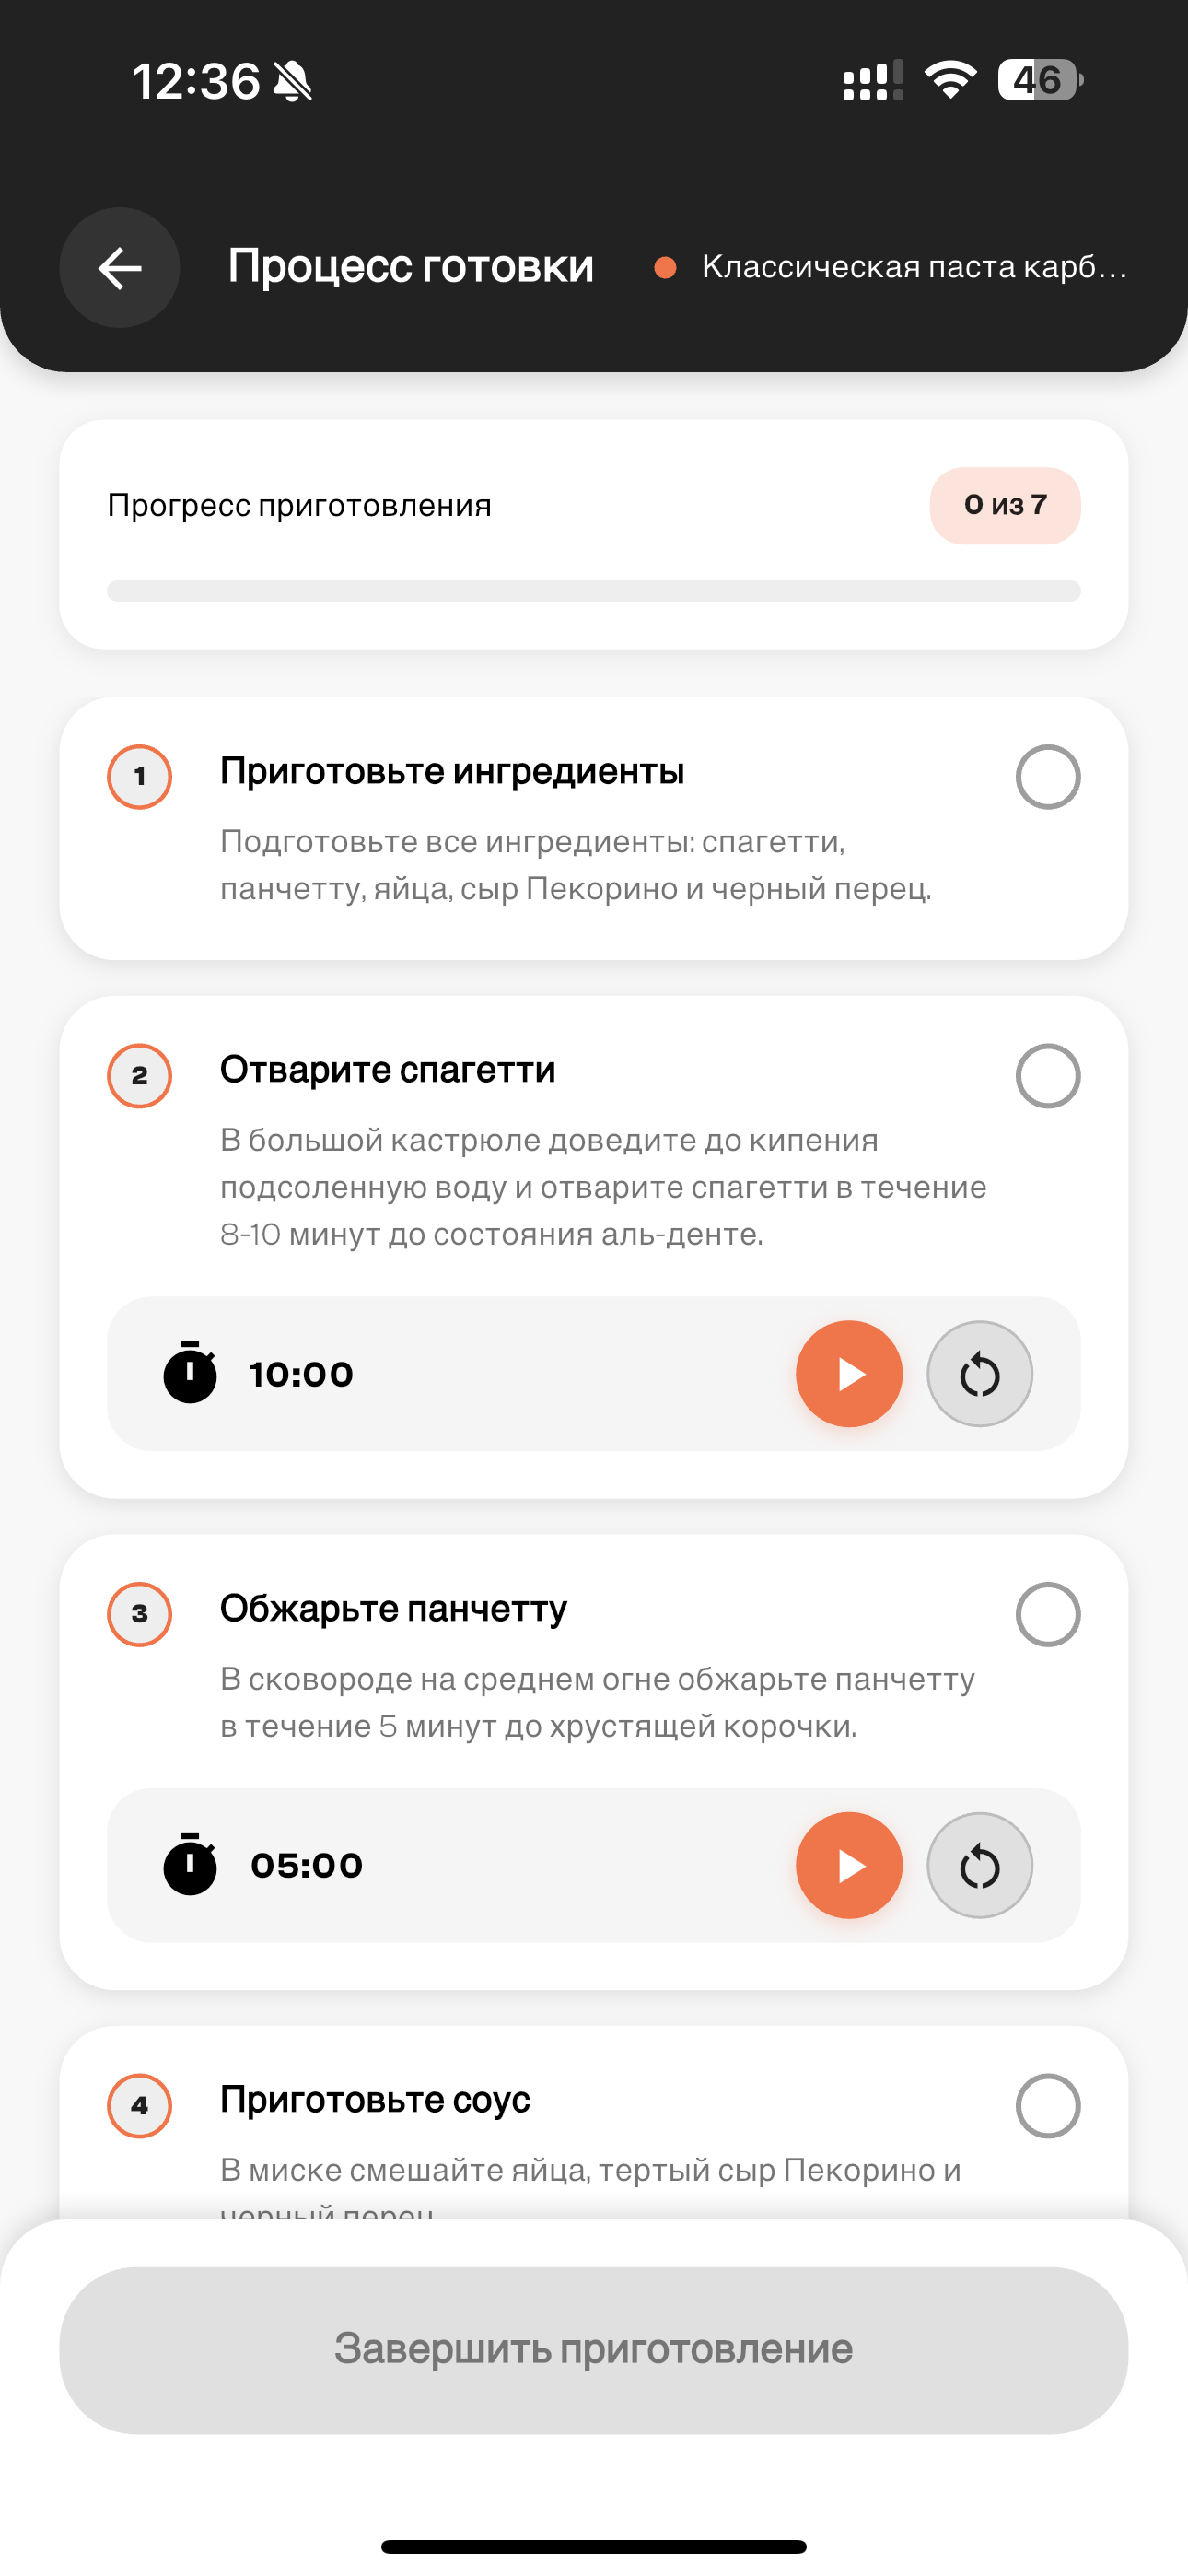 12:36
46
Процесс готовки
Классическая паста карб...
Прогресс приготовления
0 из 7
1
Приготовьте ингредиенты
Подготовьте все ингредиенты: спагетти,
панчетту, яйца, сыр Пекорино и черный перец.
2
Отварите спагетти
В большой кастрюле доведите до кипения
подсоленную воду и отварите спагетти в течение
8-10 минут до состояния аль-денте.
10:00
3
Обжарьте панчетту
В сковороде на среднем огне обжарьте панчетту
в течение 5 минут до хрустящей корочки.
05:00
4
Приготовьте соус
В миске смешайте яйца, тертый сыр Пекорино и
черный перец
Завершить приготовление